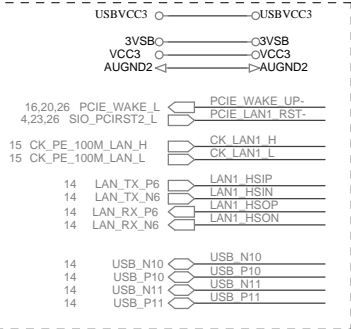 USBVCC3 USBVCC3
3VSB 3VSB
VCC3 VCC3
AUGND2 AUGND2
16,20,26 PCIE_WAKE_L PCIE_WAKE_UP-
4,23,26 SIO_PCIRST2_L PCIE_LAN1_RST-
15 CK_PE_100M_LAN_H CK_LAN1_H
15 CK_PE_100M_LAN_L CK_LAN1_L
14 LAN_TX_P6 LAN1_HSIP
14 LAN_TX_N6 LAN1_HSIN
14 LAN_RX_P6 LAN1_HSOP
14 LAN_RX_N6 LAN1_HSON
14 USB_N10 USB_N10
14 USB_P10 USB_P10
14 USB_N11 USB_N11
14 USB_P11 USB_P11